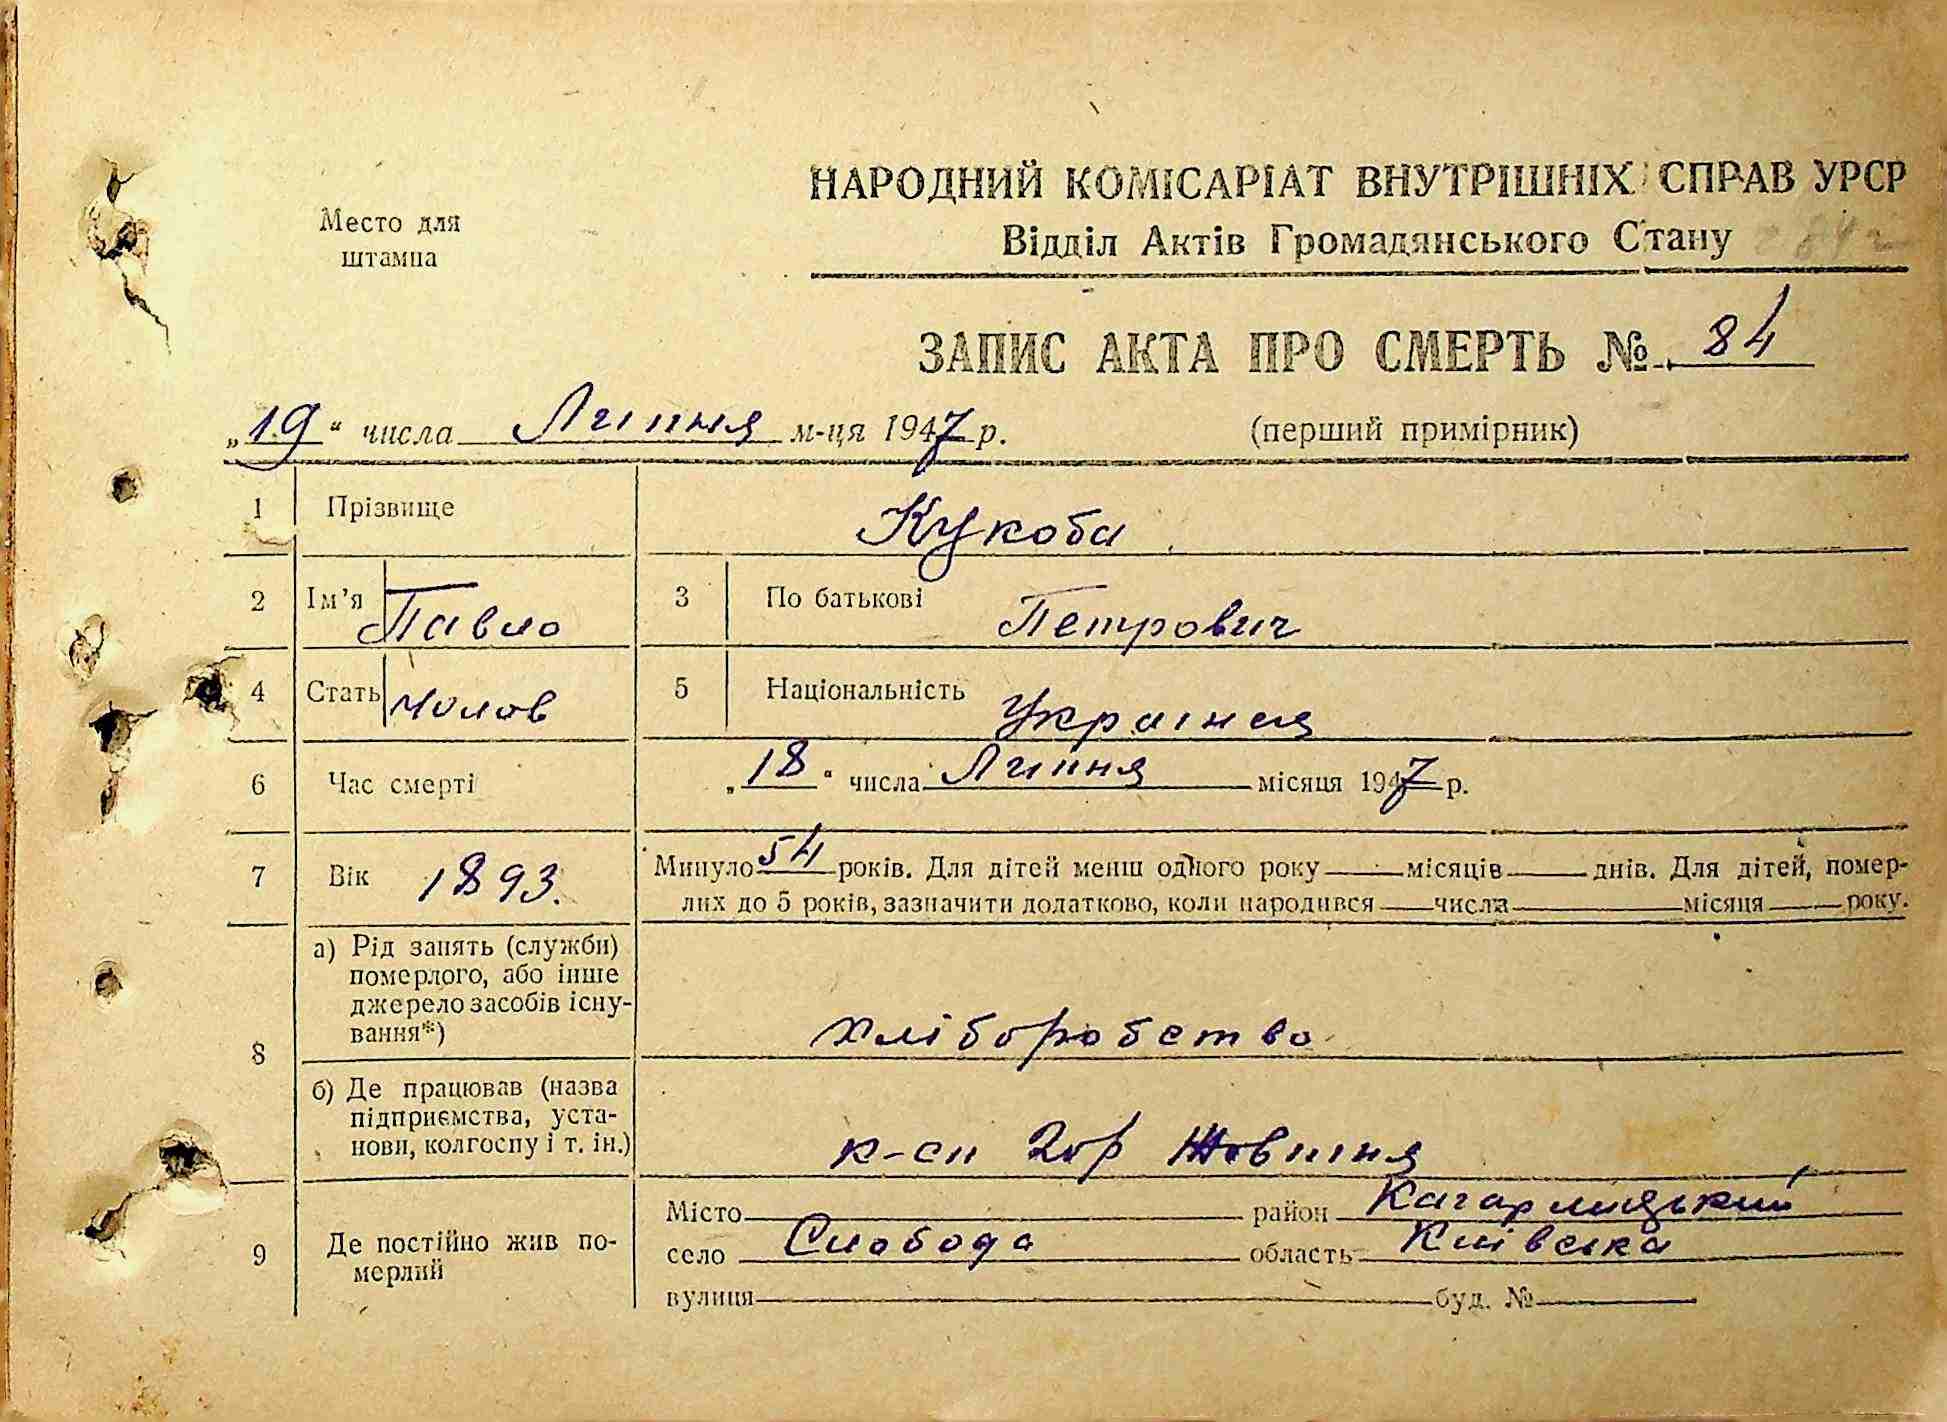 НАРОДНИЙ КОМІСАРІАТ ВНУТРІШНІХ СПРАВ УРСР
Место для
штампа
Відділ Актів Громадянського Стану
ЗАПИС АКТА ПРО СМЕРТЬ № 84
„19“ числа Липня м-ця 1947 р. (перший примірник)
1 Прізвище Кукоба
2 Ім’я Павло 3 По батькові Петрович
4 Стать Чолов 5 Національність Українец
6 Час смерті „18“ числа Липня місяця 1947 р.
7 Вік 1893. Минуло 54 років. Для дітей менш одного року — місяців — днів. Для дітей, помер-
лих до 5 років, зазначити додатково, коли народився — числа — місяця — року.
8 а) Рід занять (служби)
померлого, або інше
джерело засобів існу-
вання*) хліборобство
б) Де працював (назва
підприємства, уста-
нови, колгоспу і т. ін.) к-сп Жовтня
9 Де постійно жив по-
мерлий
Місто район Кагарлицький
село Слобода область Київська
вулиця буд. №